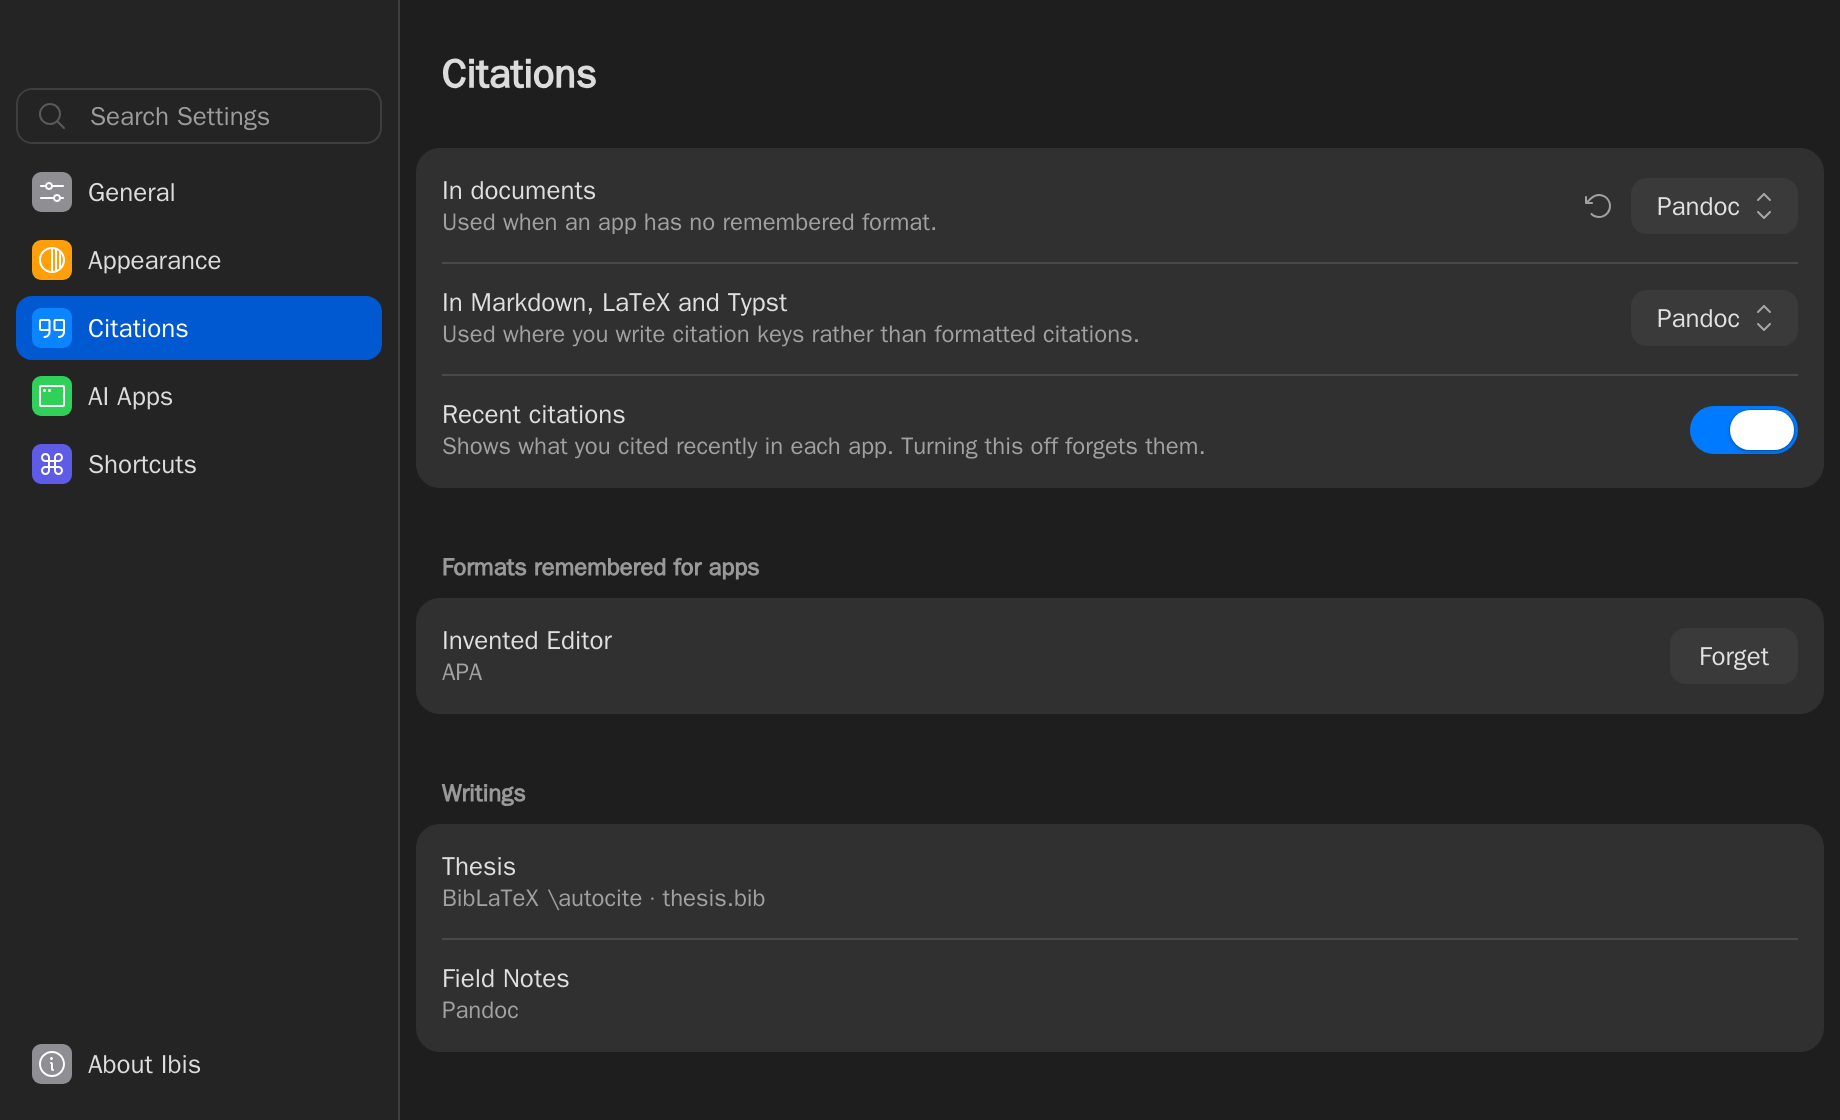 Search Settings
General
Appearance
Citations
AI Apps
Shortcuts
About Ibis
Citations
In documents
Used when an app has no remembered format.
Pandoc
In Markdown, LaTeX and Typst
Used where you write citation keys rather than formatted citations.
Pandoc
Recent citations
Shows what you cited recently in each app. Turning this off forgets them.
Formats remembered for apps
Invented Editor
APA
Forget
Writings
Thesis
BibLaTeX \autocite · thesis.bib
Field Notes
Pandoc